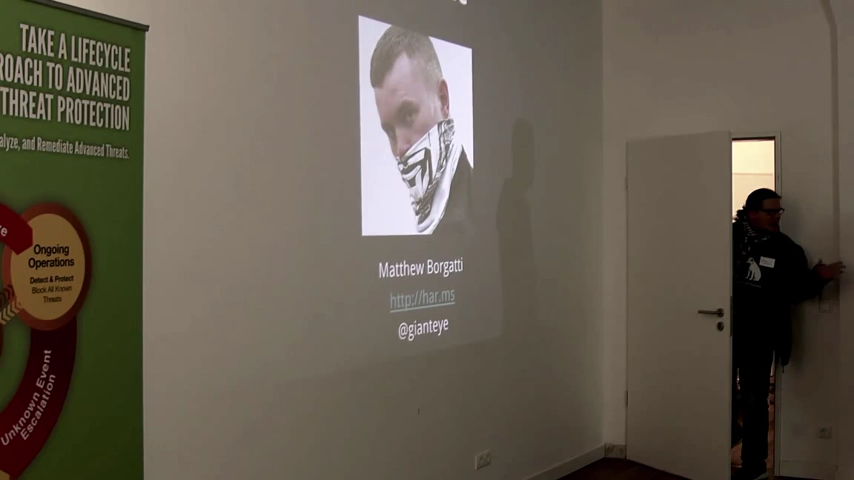 TAKE A LIFECYCLE
ROACH TO ADVANCED
THREAT PROTECTION
alyze, and Remediate Advanced Threats.
Ongoing
Operations
Detect & Protect
Block All Known
Threats
Unknown Event
Escalation
Matthew Borgatti
http://har.ms
@gianteye